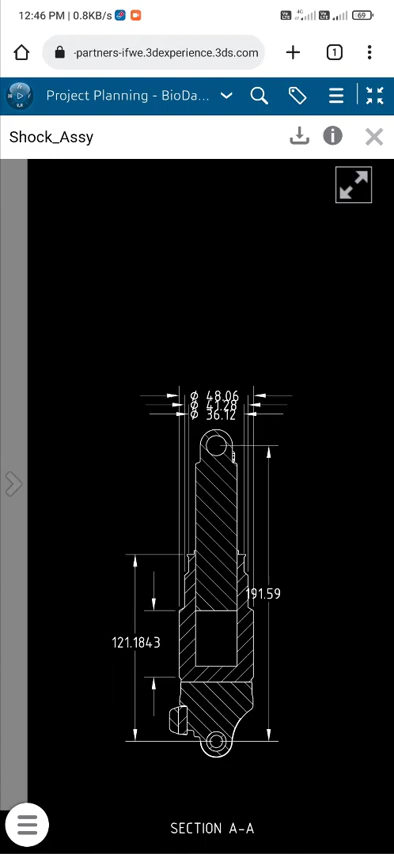 12:46 PM | 0.8KB/s
69
-partners-ifwe.3dexperience.3ds.com
1
Project Planning - BioDa...
Shock_Assy
Ø 48.06
Ø 41.28
Ø 36.12
191.59
121.1843
SECTION A-A